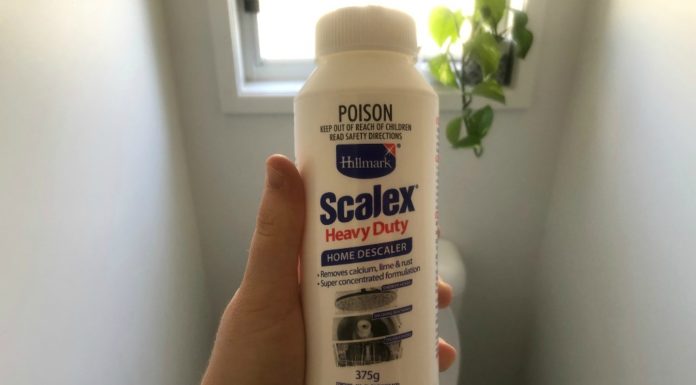 POISON
KEEP OUT OF REACH OF CHILDREN
READ SAFETY DIRECTIONS
Hillmark®
Scalex®
Heavy Duty
HOME DESCALER
• Removes calcium, lime & rust
• Super concentrated formulation
375g